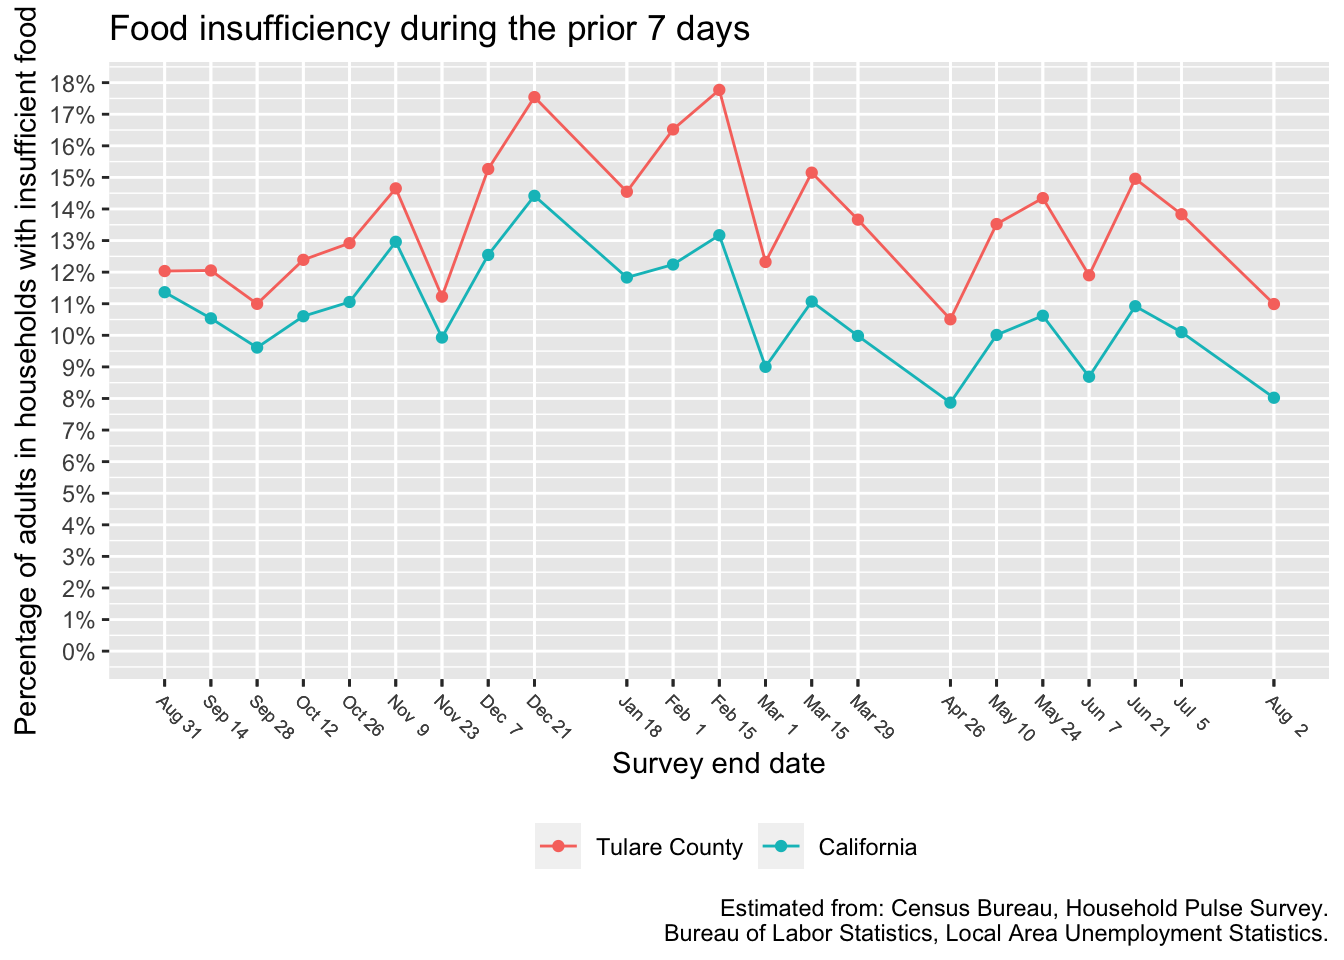 Food insufficiency during the prior 7 days
Percentage of adults in households with insufficient food
18%
17%
16%
15%
14%
13%
12%
11%
10%
9%
8%
7%
6%
5%
4%
3%
2%
1%
0%
Aug 31
Sep 14
Sep 28
Oct 12
Oct 26
Nov 9
Nov 23
Dec 7
Dec 21
Jan 18
Feb 1
Feb 15
Mar 1
Mar 15
Mar 29
Apr 26
May 10
May 24
Jun 7
Jun 21
Jul 5
Aug 2
Survey end date
Tulare County
California
Estimated from: Census Bureau, Household Pulse Survey.
Bureau of Labor Statistics, Local Area Unemployment Statistics.